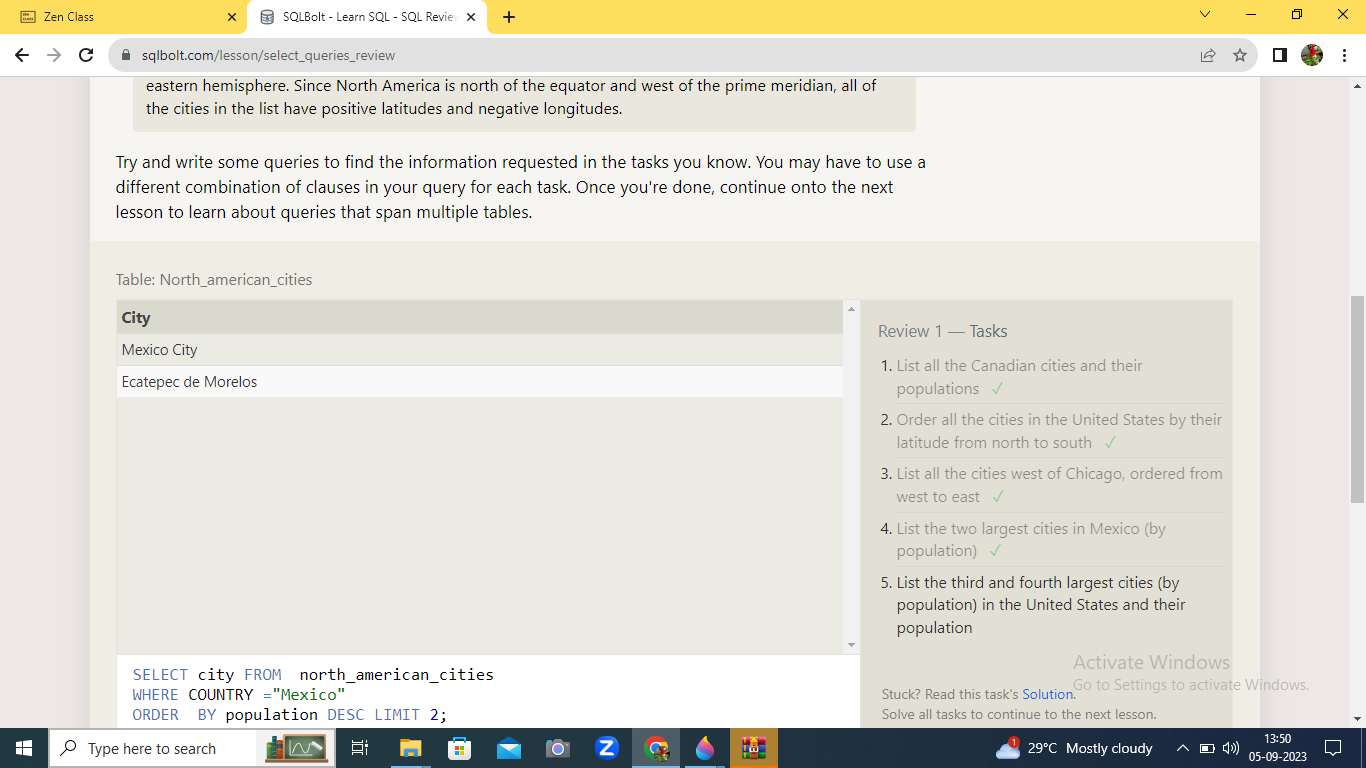 Zen Class
SQLBolt - Learn SQL - SQL Review
sqlbolt.com/lesson/select_queries_review
eastern hemisphere. Since North America is north of the equator and west of the prime meridian, all of
the cities in the list have positive latitudes and negative longitudes.
Try and write some queries to find the information requested in the tasks you know. You may have to use a
different combination of clauses in your query for each task. Once you're done, continue onto the next
lesson to learn about queries that span multiple tables.
Table: North_american_cities
City
Mexico City
Ecatepec de Morelos
SELECT city FROM  north_american_cities
WHERE COUNTRY ="Mexico"
ORDER  BY population DESC LIMIT 2;
Review 1 — Tasks
1. List all the Canadian cities and their
populations ✓
2. Order all the cities in the United States by their
latitude from north to south ✓
3. List all the cities west of Chicago, ordered from
west to east ✓
4. List the two largest cities in Mexico (by
population) ✓
5. List the third and fourth largest cities (by
population) in the United States and their
population
Activate Windows
Go to Settings to activate Windows.
Stuck? Read this task's Solution.
Solve all tasks to continue to the next lesson.
Type here to search
Z
1
29°C Mostly cloudy
13:50
05-09-2023